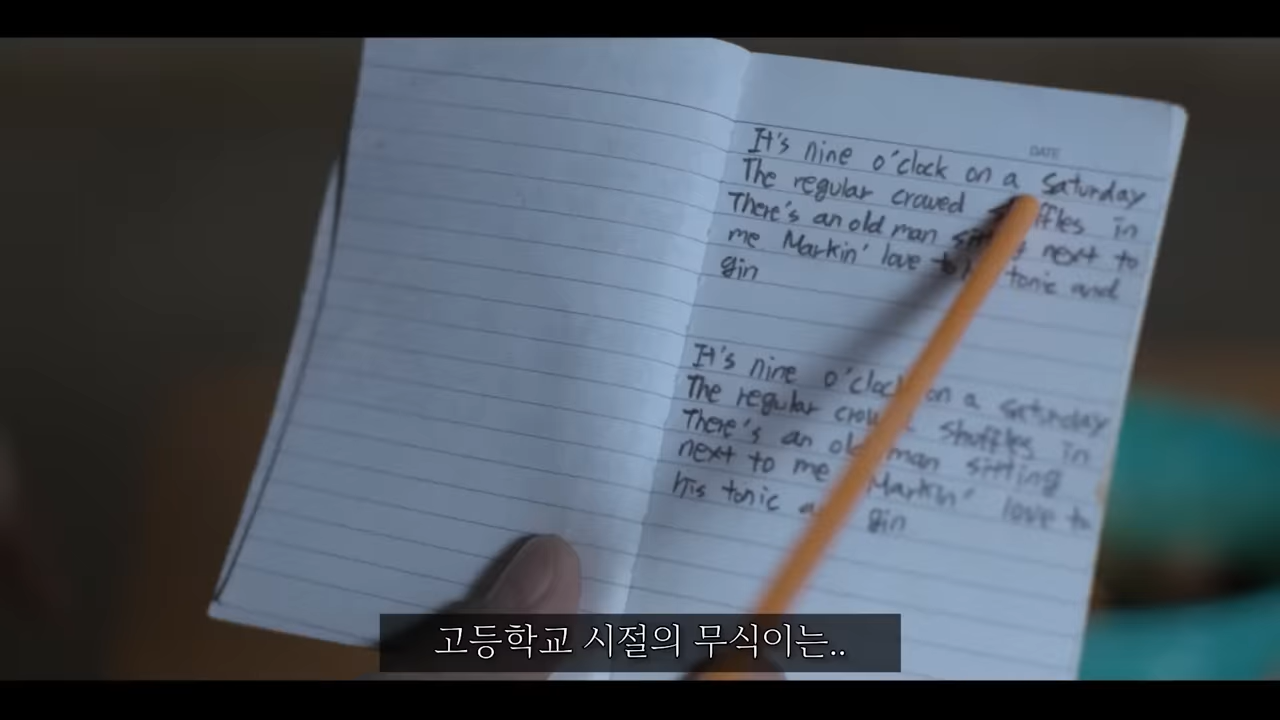 DATE
It's nine o'clock on a saturday
The regular crowed
in
There's an old man next to
me Markin' love tonic and
gin
It's nine on a saturday
The regular shuffles in
There's an man sitting
next to me Markin' love to
his tonic gin
고등학교 시절의 무식이는..